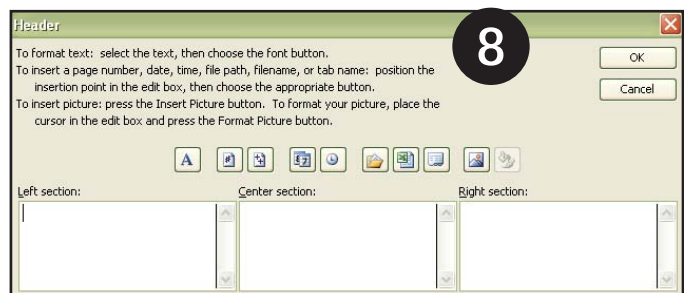 Header
8
To format text: select the text, then choose the font button.
To insert a page number, date, time, file path, filename, or tab name: position the
insertion point in the edit box, then choose the appropriate button.
To insert picture: press the Insert Picture button. To format your picture, place the
cursor in the edit box and press the Format Picture button.
OK
Cancel
A
Left section:
Center section:
Right section: